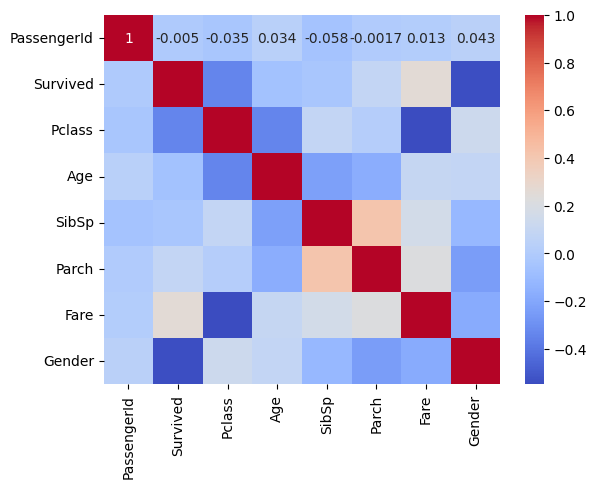 PassengerId 1 -0.005 -0.035 0.034 -0.058 -0.0017 0.013 0.043
Survived
Pclass
Age
SibSp
Parch
Fare
Gender
PassengerId Survived Pclass Age SibSp Parch Fare Gender
1.0
0.8
0.6
0.4
0.2
0.0
−0.2
−0.4